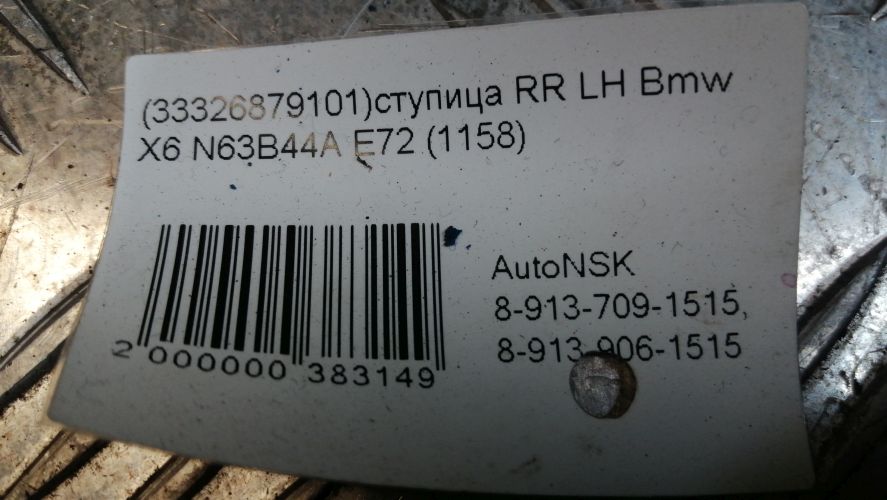 (33326879101)ступица RR LH Bmw
X6 N63B44A E72 (1158)
AutoNSK
8-913-709-1515,
8-913-906-1515
2 000000 383149